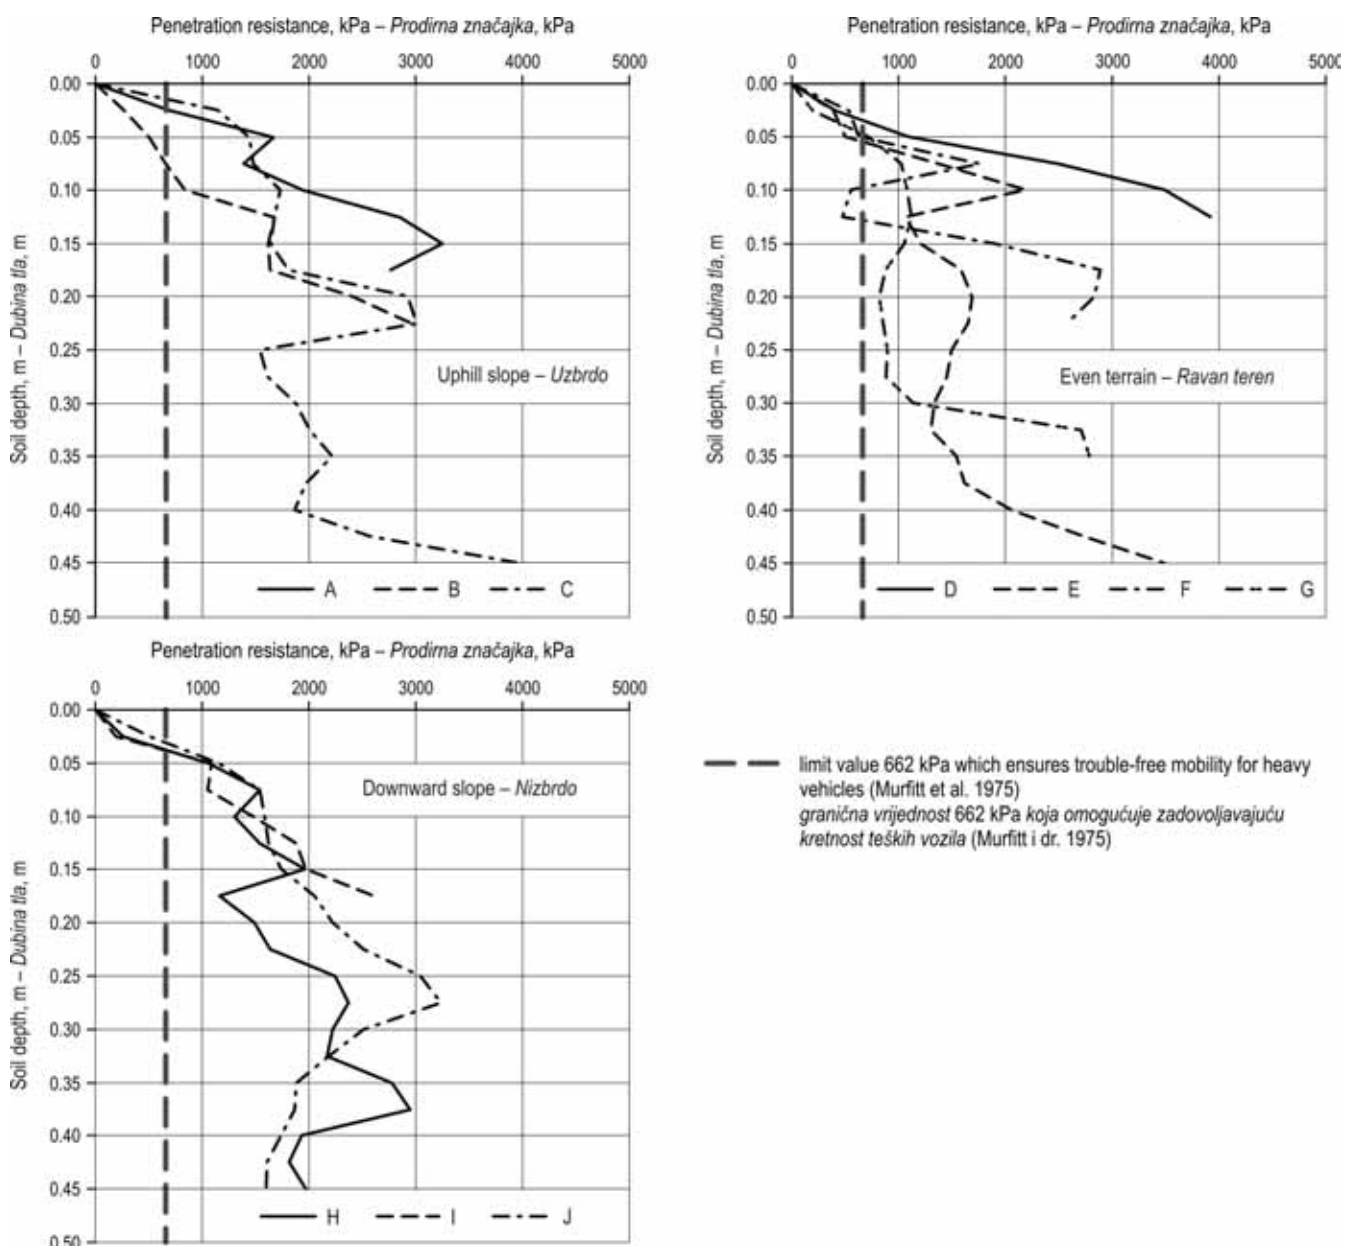 Penetration resistance, kPa – Prodirna značajka, kPa
0 1000 2000 3000 4000 5000
0.00
0.05
0.10
0.15
0.20
0.25
0.30
0.35
0.40
0.45
0.50
Soil depth, m – Dubina tla, m
Uphill slope – Uzbrdo
A B C
Penetration resistance, kPa – Prodirna značajka, kPa
0 1000 2000 3000 4000 5000
0.00
0.05
0.10
0.15
0.20
0.25
0.30
0.35
0.40
0.45
0.50
Soil depth, m – Dubina tla, m
Even terrain – Ravan teren
D E F G
Penetration resistance, kPa – Prodirna značajka, kPa
0 1000 2000 3000 4000 5000
0.00
0.05
0.10
0.15
0.20
0.25
0.30
0.35
0.40
0.45
0.50
Soil depth, m – Dubina tla, m
Downward slope – Nizbrdo
H I J
limit value 662 kPa which ensures trouble-free mobility for heavy
vehicles (Murfitt et al. 1975)
granična vrijednost 662 kPa koja omogućuje zadovoljavajuću
kretnost teških vozila (Murfitt i dr. 1975)